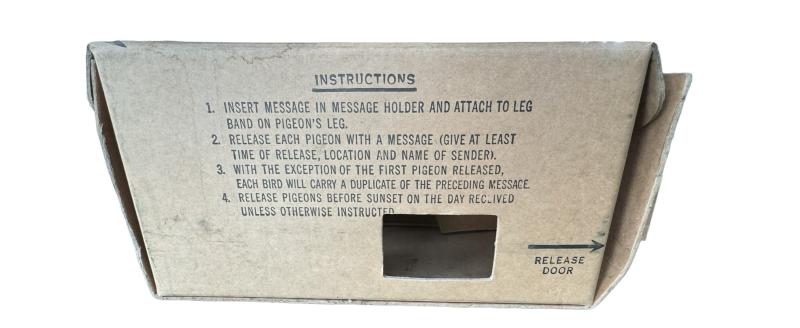 INSTRUCTIONS
1. INSERT MESSAGE IN MESSAGE HOLDER AND ATTACH TO LEG
BAND ON PIGEON'S LEG.
2. RELEASE EACH PIGEON WITH A MESSAGE (GIVE AT LEAST
TIME OF RELEASE, LOCATION AND NAME OF SENDER).
3. WITH THE EXCEPTION OF THE FIRST PIGEON RELEASED,
EACH BIRD WILL CARRY A DUPLICATE OF THE PRECEDING MESSAGE.
4. RELEASE PIGEONS BEFORE SUNSET ON THE DAY RECEIVED
UNLESS OTHERWISE INSTRUCTED
RELEASE
DOOR